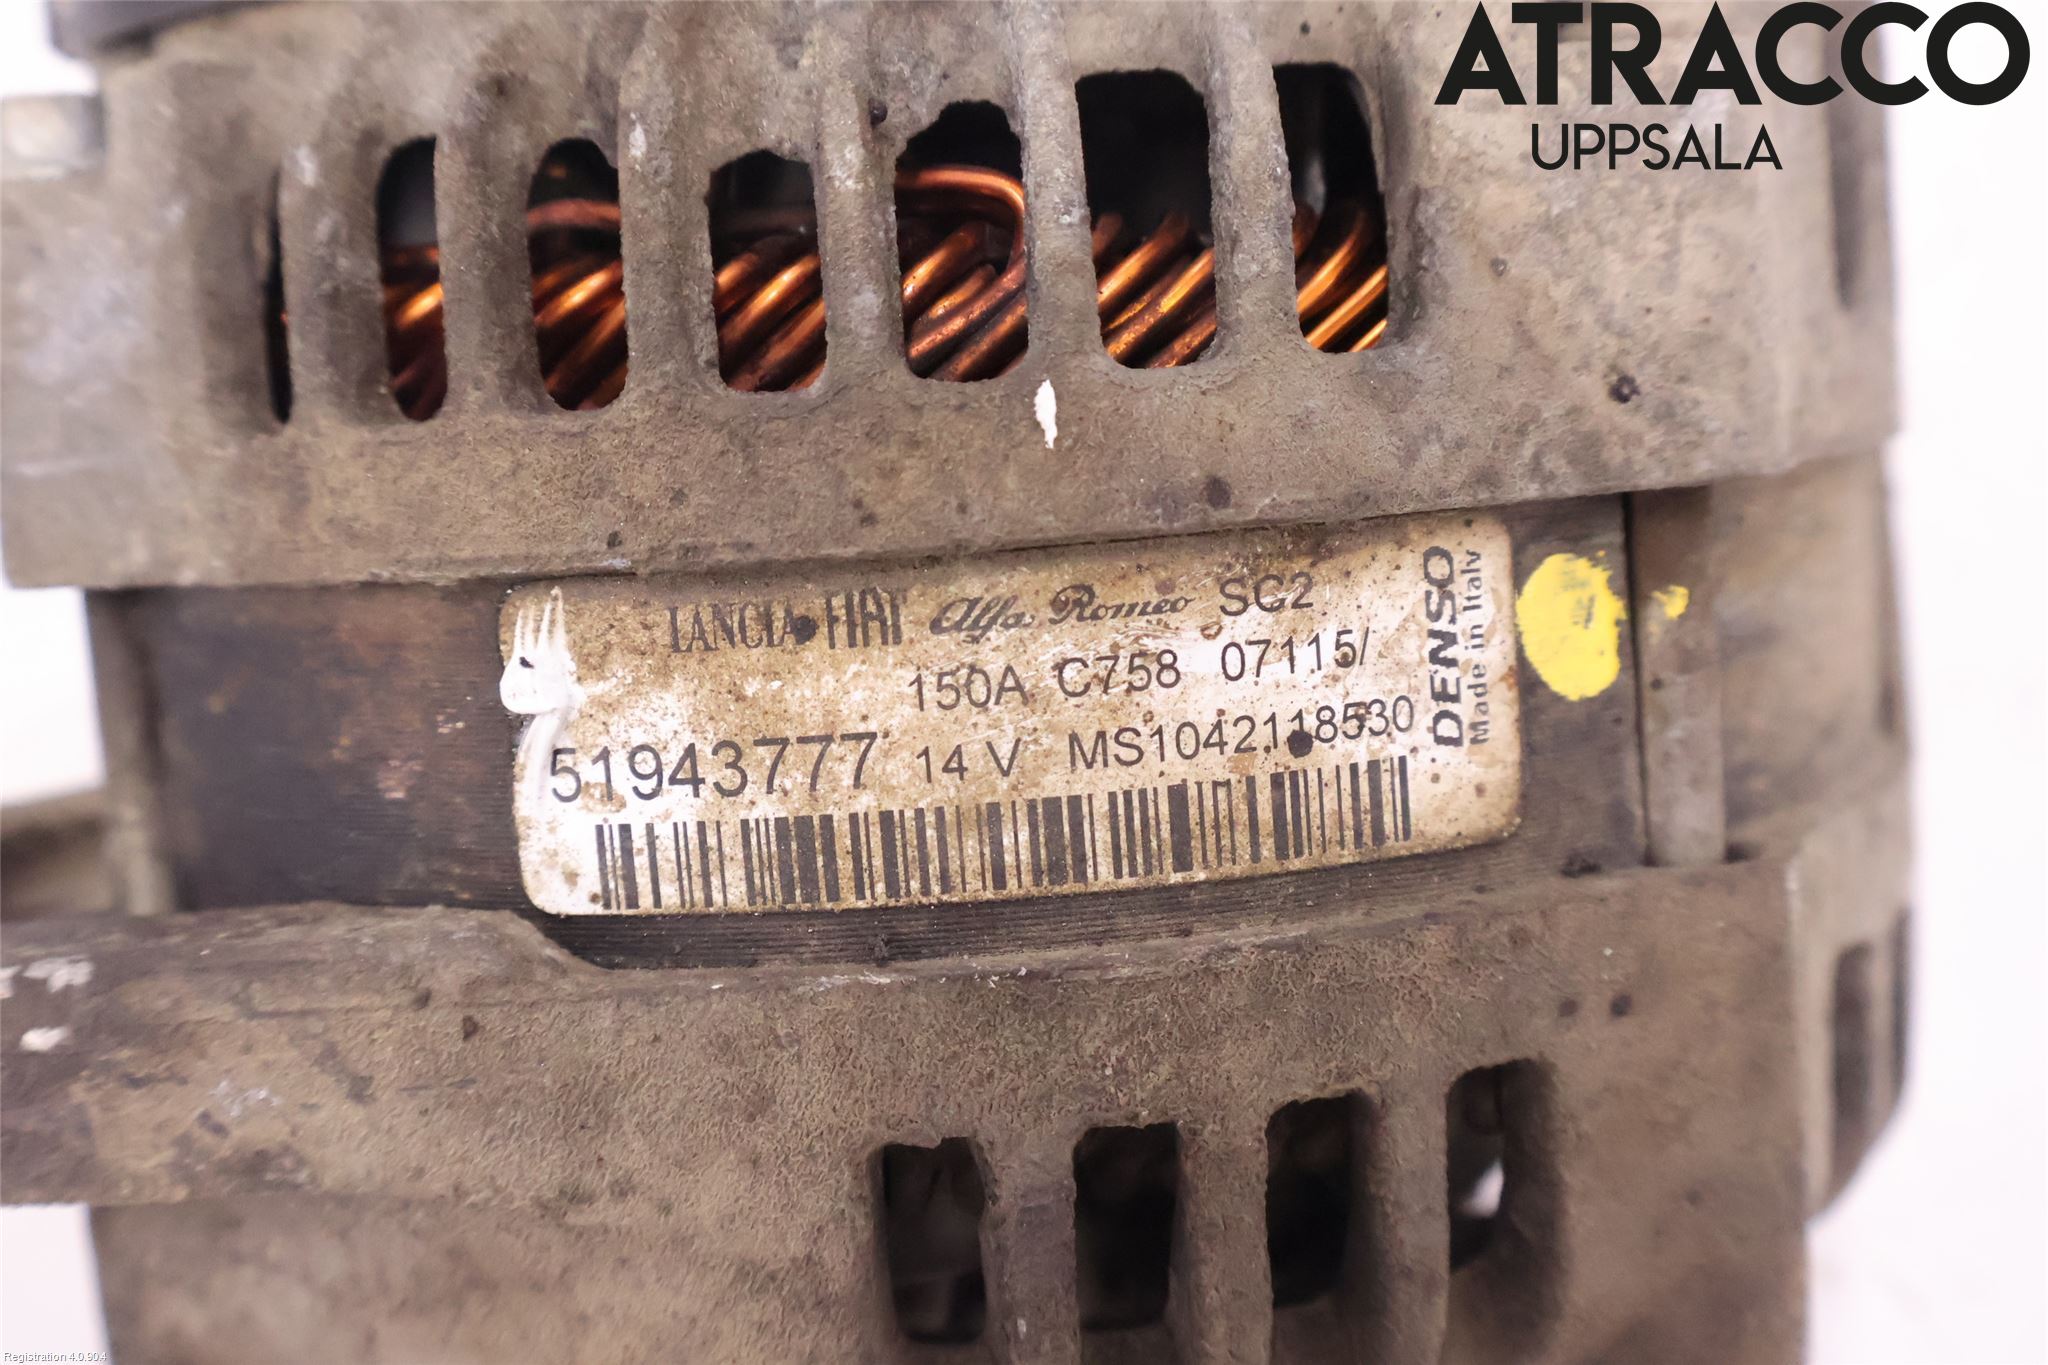 ATRACCO
UPPSALA
LANCIA FIAT Alfa Romeo SG2
150A C758 07115/
51943777 14 V MS1042118530
DENSO
Made in Italy
Registration 4.0.90.4